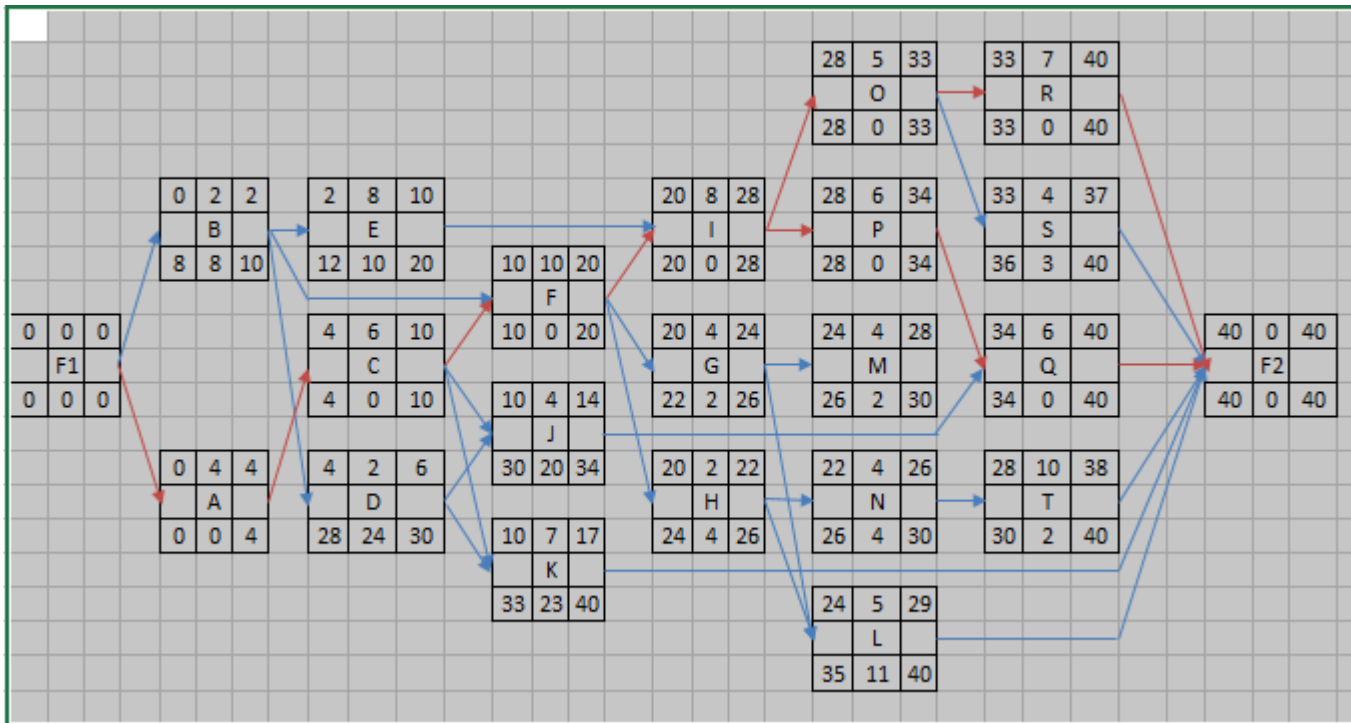 28 5 33
O
28 0 33
33 7 40
R
33 0 40
0 2 2
B
8 8 10
2 8 10
E
12 10 20
20 8 28
I
20 0 28
28 6 34
P
28 0 34
33 4 37
S
36 3 40
10 10 20
F
10 0 20
0 0 0
F1
0 0 0
4 6 10
C
4 0 10
20 4 24
G
22 2 26
24 4 28
M
26 2 30
34 6 40
Q
34 0 40
40 0 40
F2
40 0 40
10 4 14
J
30 20 34
0 4 4
A
0 0 4
4 2 6
D
28 24 30
20 2 22
H
24 4 26
22 4 26
N
26 4 30
28 10 38
T
30 2 40
10 7 17
K
33 23 40
24 5 29
L
35 11 40